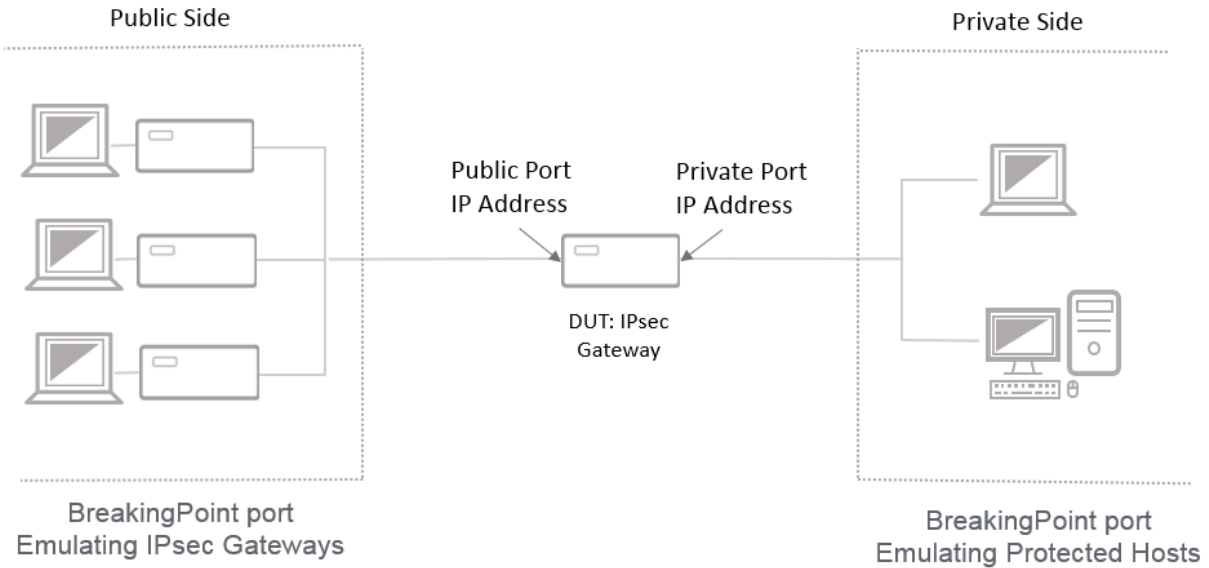 Public Side
Private Side
Public Port
IP Address
Private Port
IP Address
DUT: IPsec
Gateway
BreakingPoint port
Emulating IPsec Gateways
BreakingPoint port
Emulating Protected Hosts